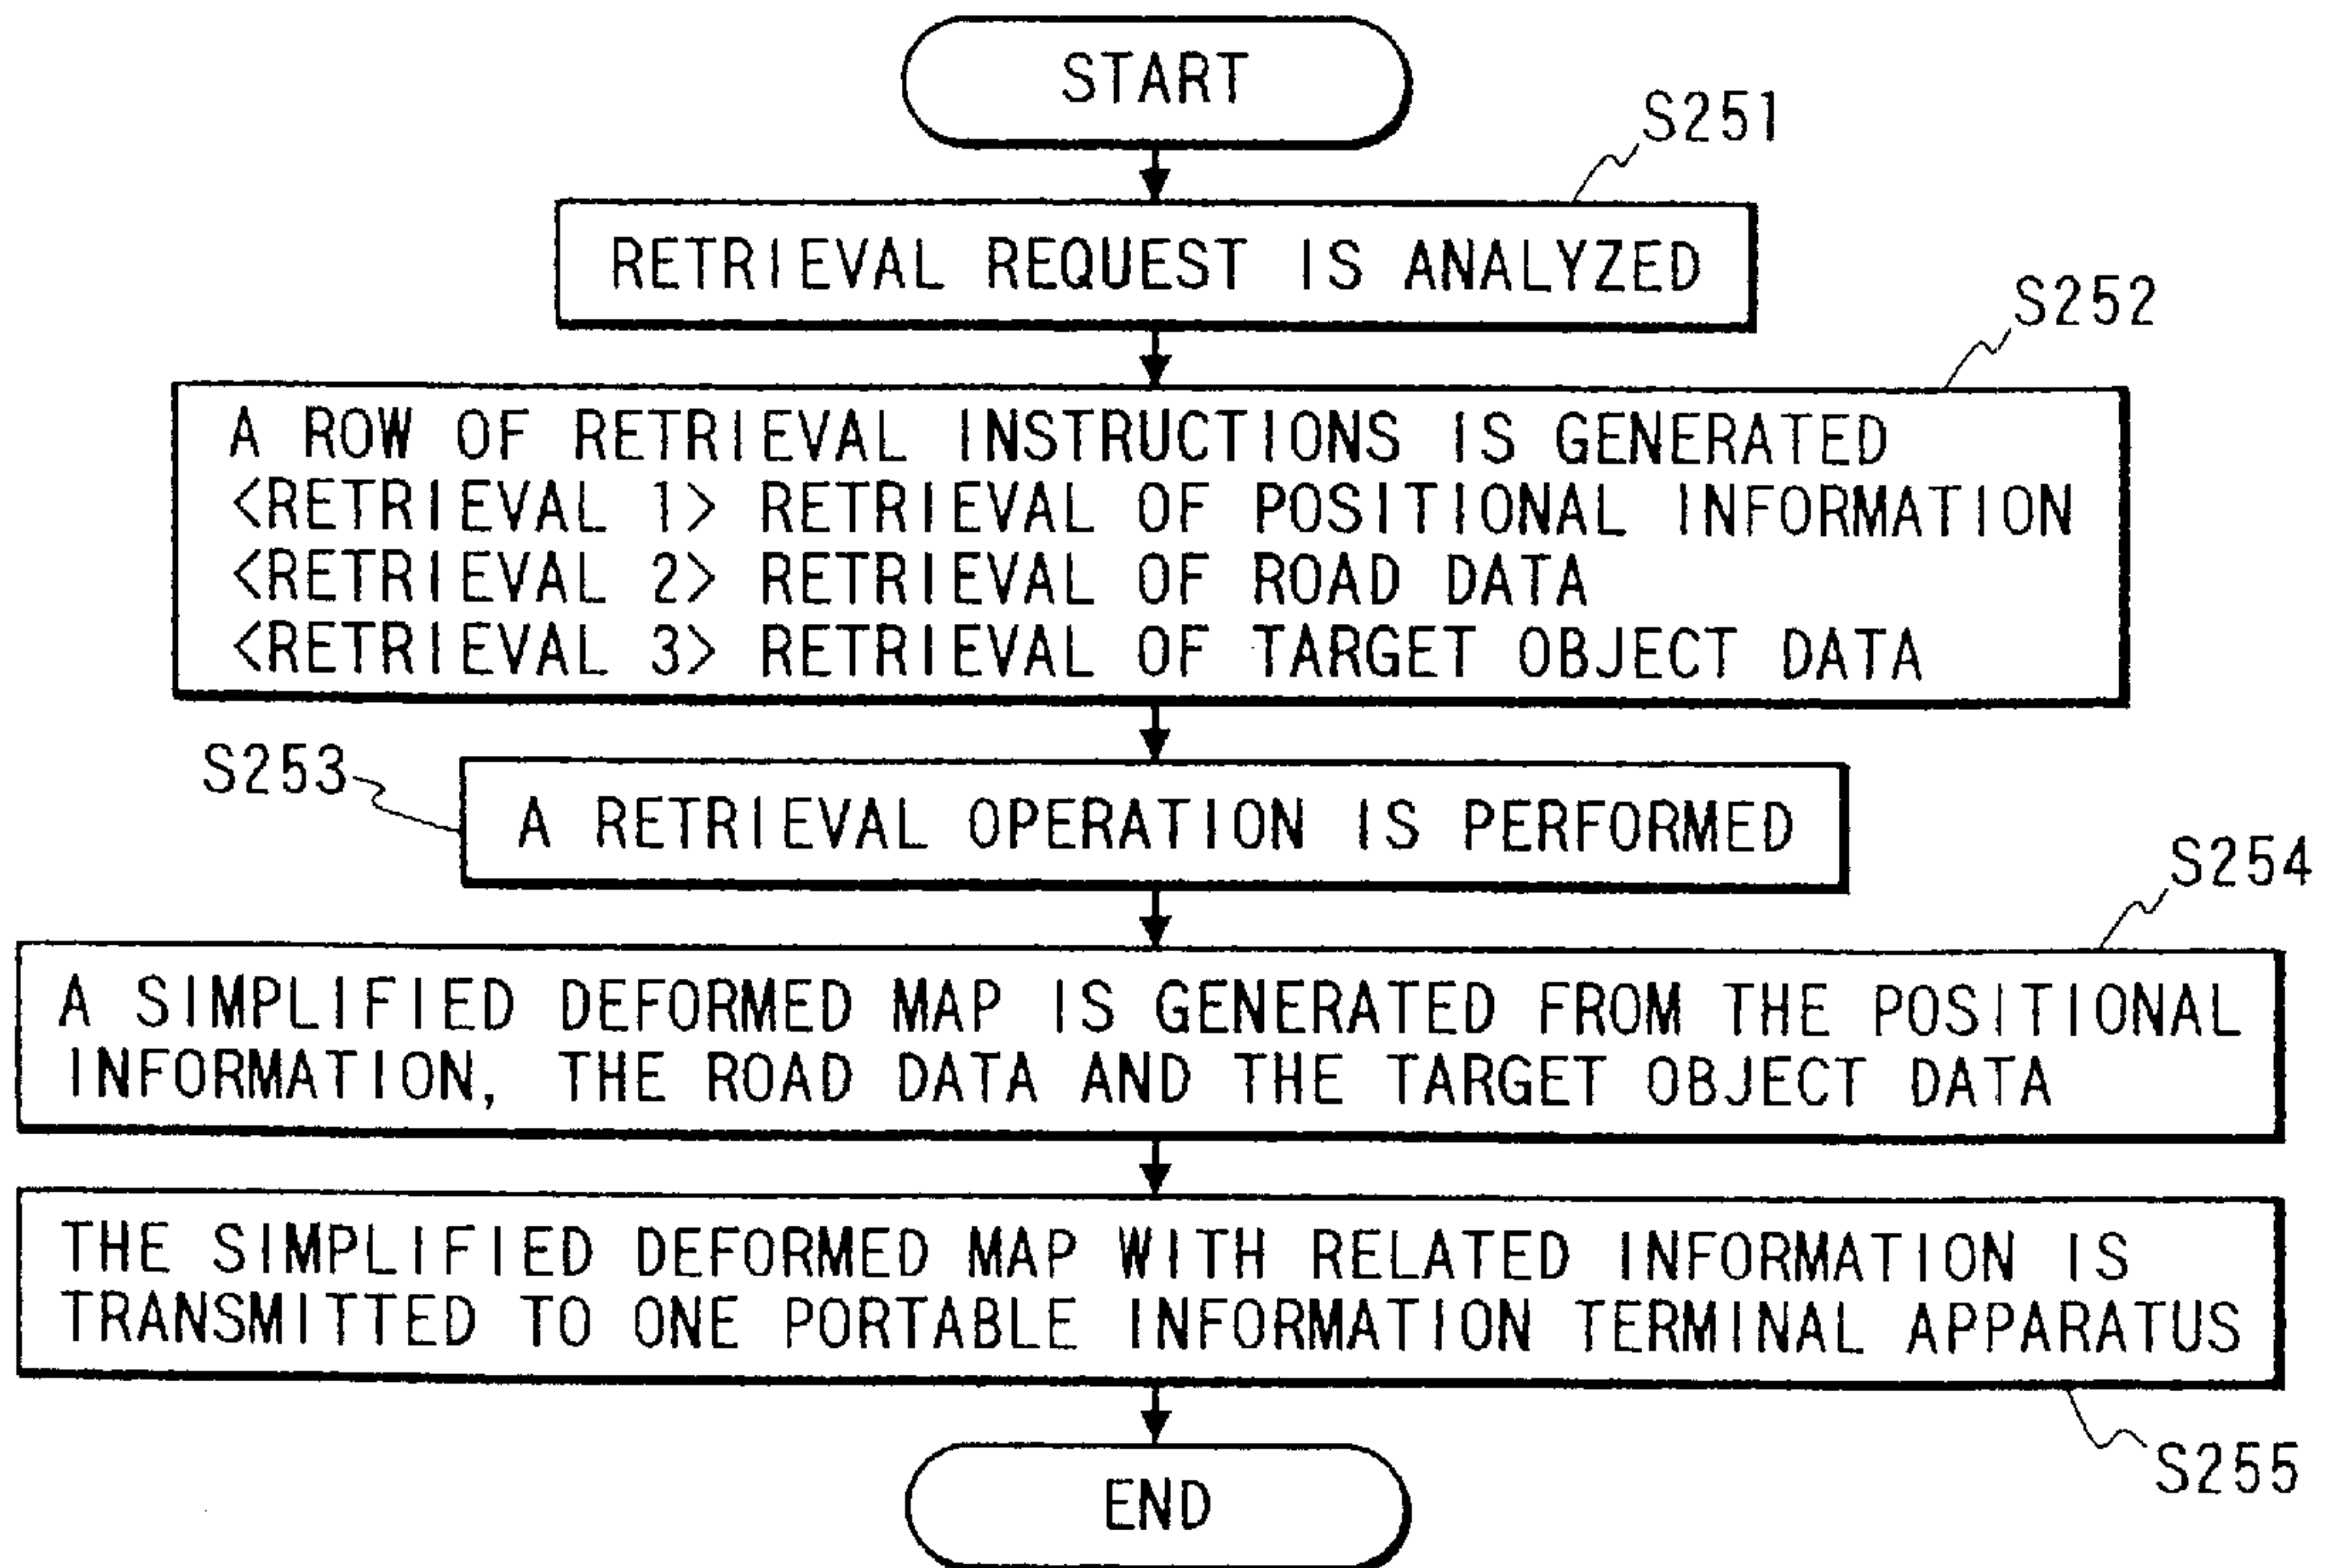 START
S251
RETRIEVAL REQUEST IS ANALYZED
S252
A ROW OF RETRIEVAL INSTRUCTIONS IS GENERATED
<RETRIEVAL 1> RETRIEVAL OF POSITIONAL INFORMATION
<RETRIEVAL 2> RETRIEVAL OF ROAD DATA
<RETRIEVAL 3> RETRIEVAL OF TARGET OBJECT DATA
S253
A RETRIEVAL OPERATION IS PERFORMED
S254
A SIMPLIFIED DEFORMED MAP IS GENERATED FROM THE POSITIONAL
INFORMATION, THE ROAD DATA AND THE TARGET OBJECT DATA
THE SIMPLIFIED DEFORMED MAP WITH RELATED INFORMATION IS
TRANSMITTED TO ONE PORTABLE INFORMATION TERMINAL APPARATUS
S255
END